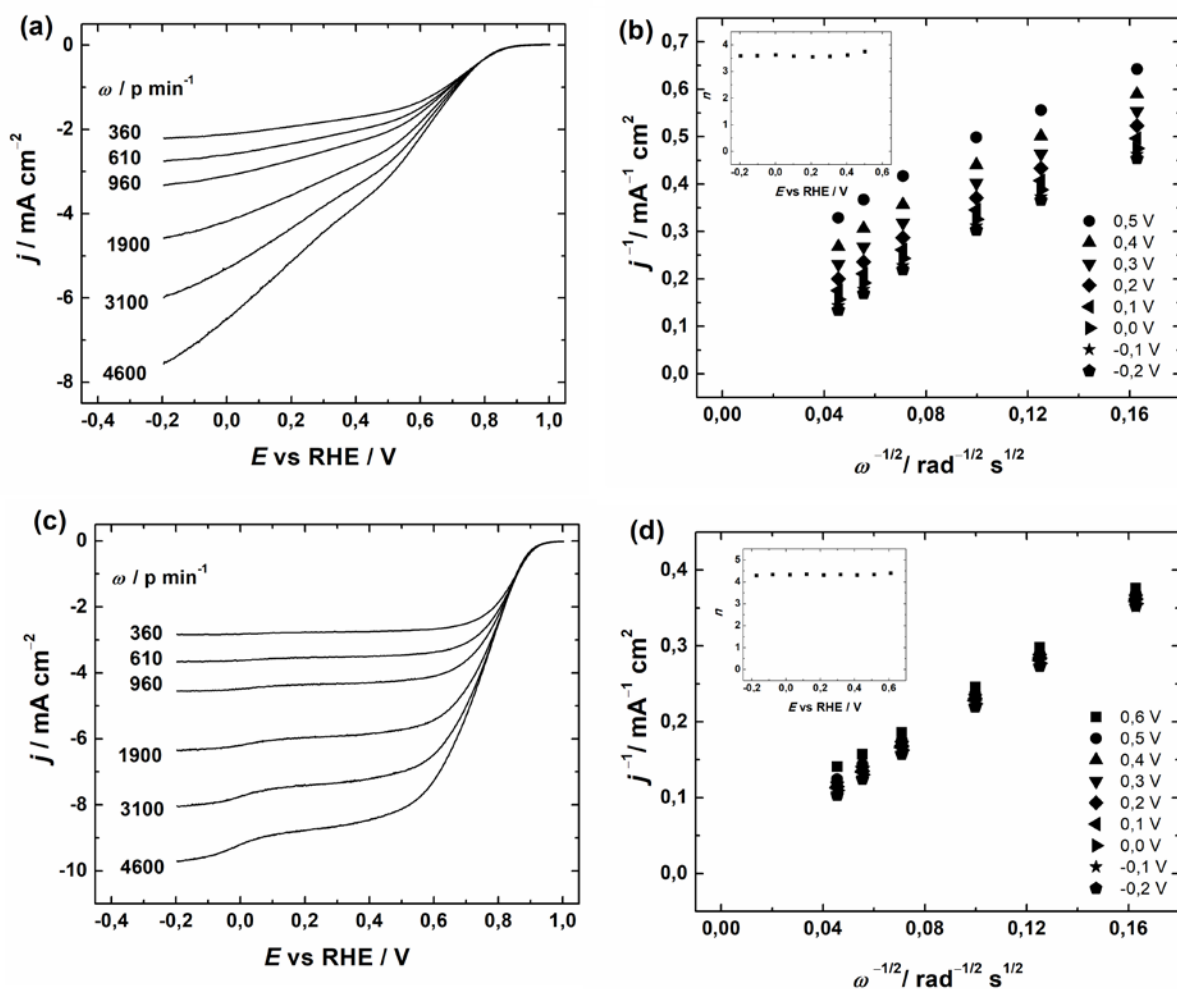 (a)
0
-2
-4
-6
-8
j / mA cm⁻²
ω / p min⁻¹
360
610
960
1900
3100
4600
-0,4 -0,2 0,0 0,2 0,4 0,6 0,8 1,0
E vs RHE / V
(b)
0,7
0,6
0,5
0,4
0,3
0,2
0,1
0,0
j⁻¹/ mA⁻¹ cm²
4
3
2
1
0
n
-0,2 0,0 0,2 0,4 0,6
E vs RHE / V
0,5 V
0,4 V
0,3 V
0,2 V
0,1 V
0,0 V
-0,1 V
-0,2 V
0,00 0,04 0,08 0,12 0,16
ω⁻¹/²/ rad⁻¹/² s¹/²
(c)
0
-2
-4
-6
-8
-10
j / mA cm⁻²
ω / p min⁻¹
360
610
960
1900
3100
4600
-0,4 -0,2 0,0 0,2 0,4 0,6 0,8 1,0
E vs RHE / V
(d)
0,4
0,3
0,2
0,1
0,0
j⁻¹/ mA⁻¹ cm²
5
4
3
2
1
0
n
-0,2 0,0 0,2 0,4 0,6
E vs RHE / V
0,6 V
0,5 V
0,4 V
0,3 V
0,2 V
0,1 V
0,0 V
-0,1 V
-0,2 V
0,00 0,04 0,08 0,12 0,16
ω⁻¹/²/ rad⁻¹/² s¹/²